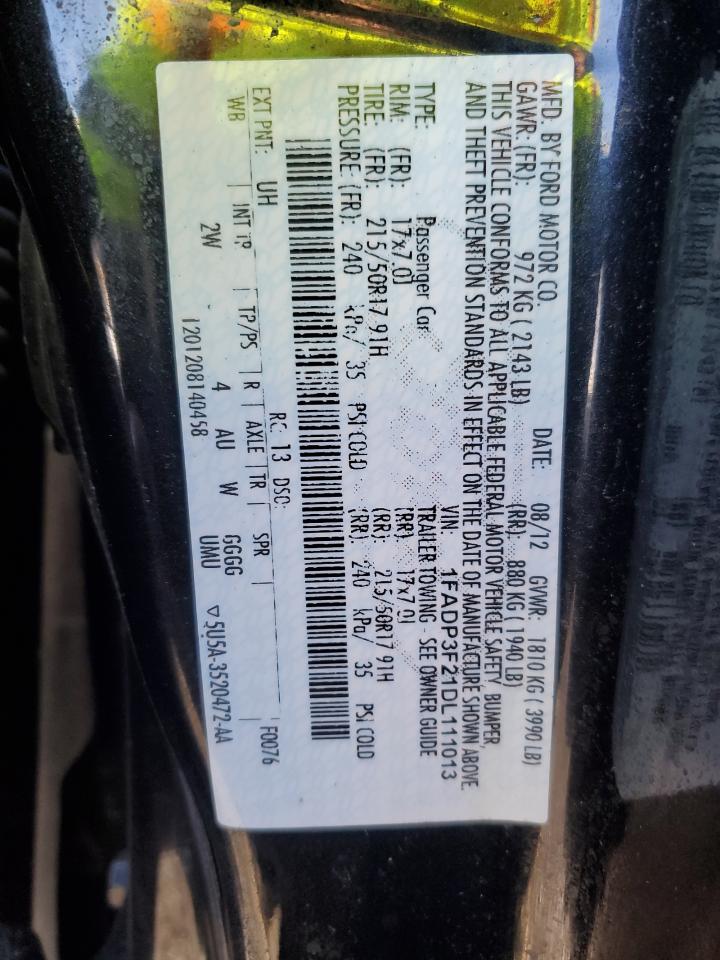 MFD. BY FORD MOTOR CO. DATE: 08/12 GVWR: 1810 KG ( 3990 LB)
GAWR: (FR): 972 KG ( 2143 LB) (RR): 880 KG ( 1940 LB)
THIS VEHICLE CONFORMS TO ALL APPLICABLE FEDERAL MOTOR VEHICLE SAFETY, BUMPER,
AND THEFT PREVENTION STANDARDS IN EFFECT ON THE DATE OF MANUFACTURE SHOWN ABOVE.
VIN: 1FADP3F21DL111013
TYPE: Passenger Car TRAILER TOWING - SEE OWNER GUIDE
RIM: (FR): 17x7.0J (RR): 17x7.0J
TIRE: (FR): 215/50R17 91H (RR): 215/50R17 91H
PRESSURE (FR): 240 kPa/ 35 PSI COLD (RR): 240 kPa/ 35 PSI COLD
EXT PNT: UH RC: 13 DSO: F0076
WB | INT TR | TP/PS | R | AXLE | TR | SPR |
2W 4 AU W GGGG
UMU
1201208140458 ▽ 5U5A-3520472-AA